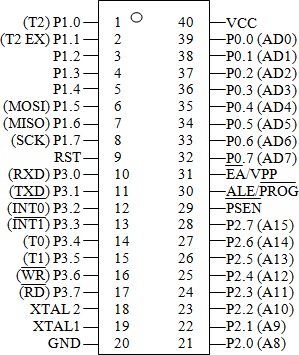 (T2) P1.0 1 40 VCC
(T2 EX) P1.1 2 39 P0.0 (AD0)
P1.2 3 38 P0.1 (AD1)
P1.3 4 37 P0.2 (AD2)
P1.4 5 36 P0.3 (AD3)
(MOSI) P1.5 6 35 P0.4 (AD4)
(MISO) P1.6 7 34 P0.5 (AD5)
(SCK) P1.7 8 33 P0.6 (AD6)
RST 9 32 P0.7 (AD7)
(RXD) P3.0 10 31 EA/VPP
(TXD) P3.1 11 30 ALE/PROG
(INT0) P3.2 12 29 PSEN
(INT1) P3.3 13 28 P2.7 (A15)
(T0) P3.4 14 27 P2.6 (A14)
(T1) P3.5 15 26 P2.5 (A13)
(WR) P3.6 16 25 P2.4 (A12)
(RD) P3.7 17 24 P2.3 (A11)
XTAL2 18 23 P2.2 (A10)
XTAL1 19 22 P2.1 (A9)
GND 20 21 P2.0 (A8)